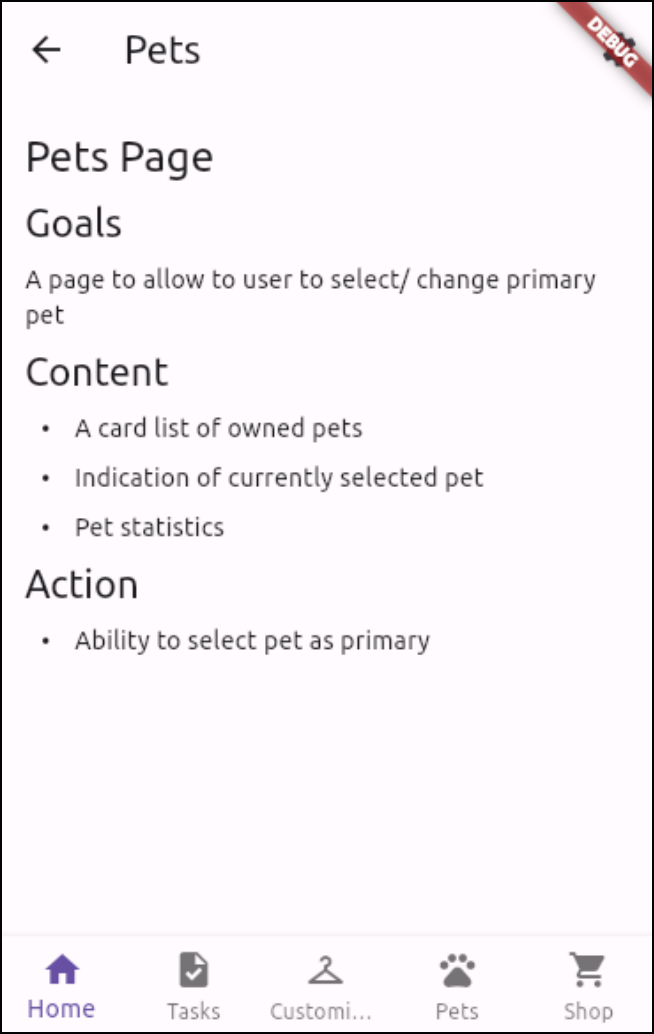 Pets
DEBUG
Pets Page
Goals
A page to allow to user to select/ change primary
pet
Content
• A card list of owned pets
• Indication of currently selected pet
• Pet statistics
Action
• Ability to select pet as primary
Home
Tasks
Customi...
Pets
Shop